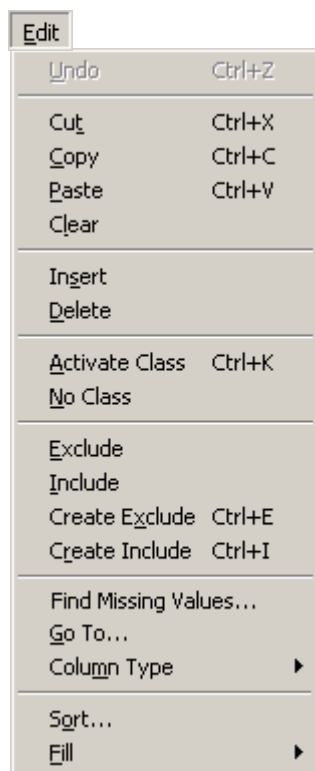 Edit
Undo Ctrl+Z
Cut Ctrl+X
Copy Ctrl+C
Paste Ctrl+V
Clear
Insert
Delete
Activate Class Ctrl+K
No Class
Exclude
Include
Create Exclude Ctrl+E
Create Include Ctrl+I
Find Missing Values...
Go To...
Column Type
Sort...
Fill